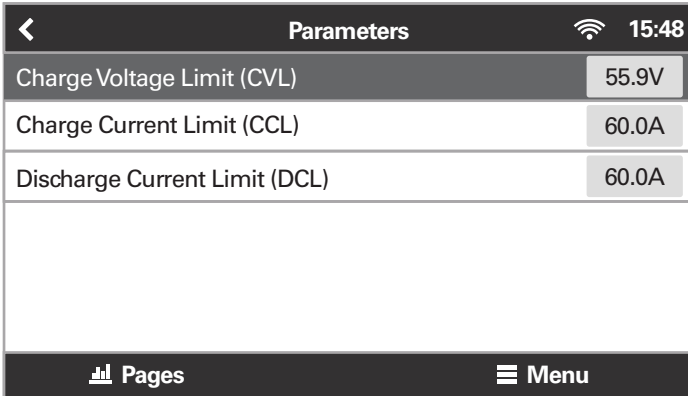 Parameters 15:48
Charge Voltage Limit (CVL) 55.9V
Charge Current Limit (CCL) 60.0A
Discharge Current Limit (DCL) 60.0A
Pages Menu